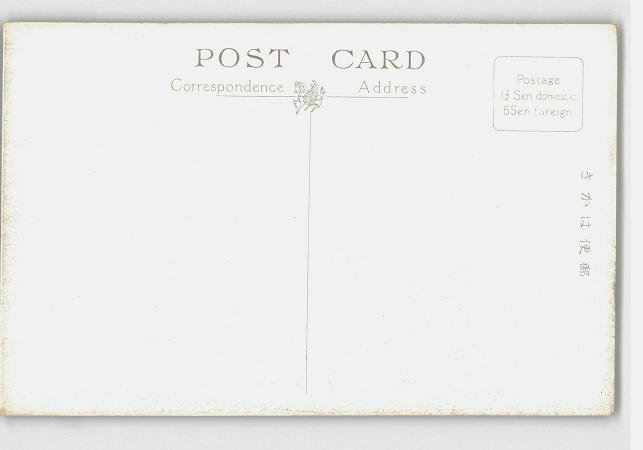 POST CARD
Correspondence Address
Postage
1½ Sen domestic
6Sen foreign
きかは便郵